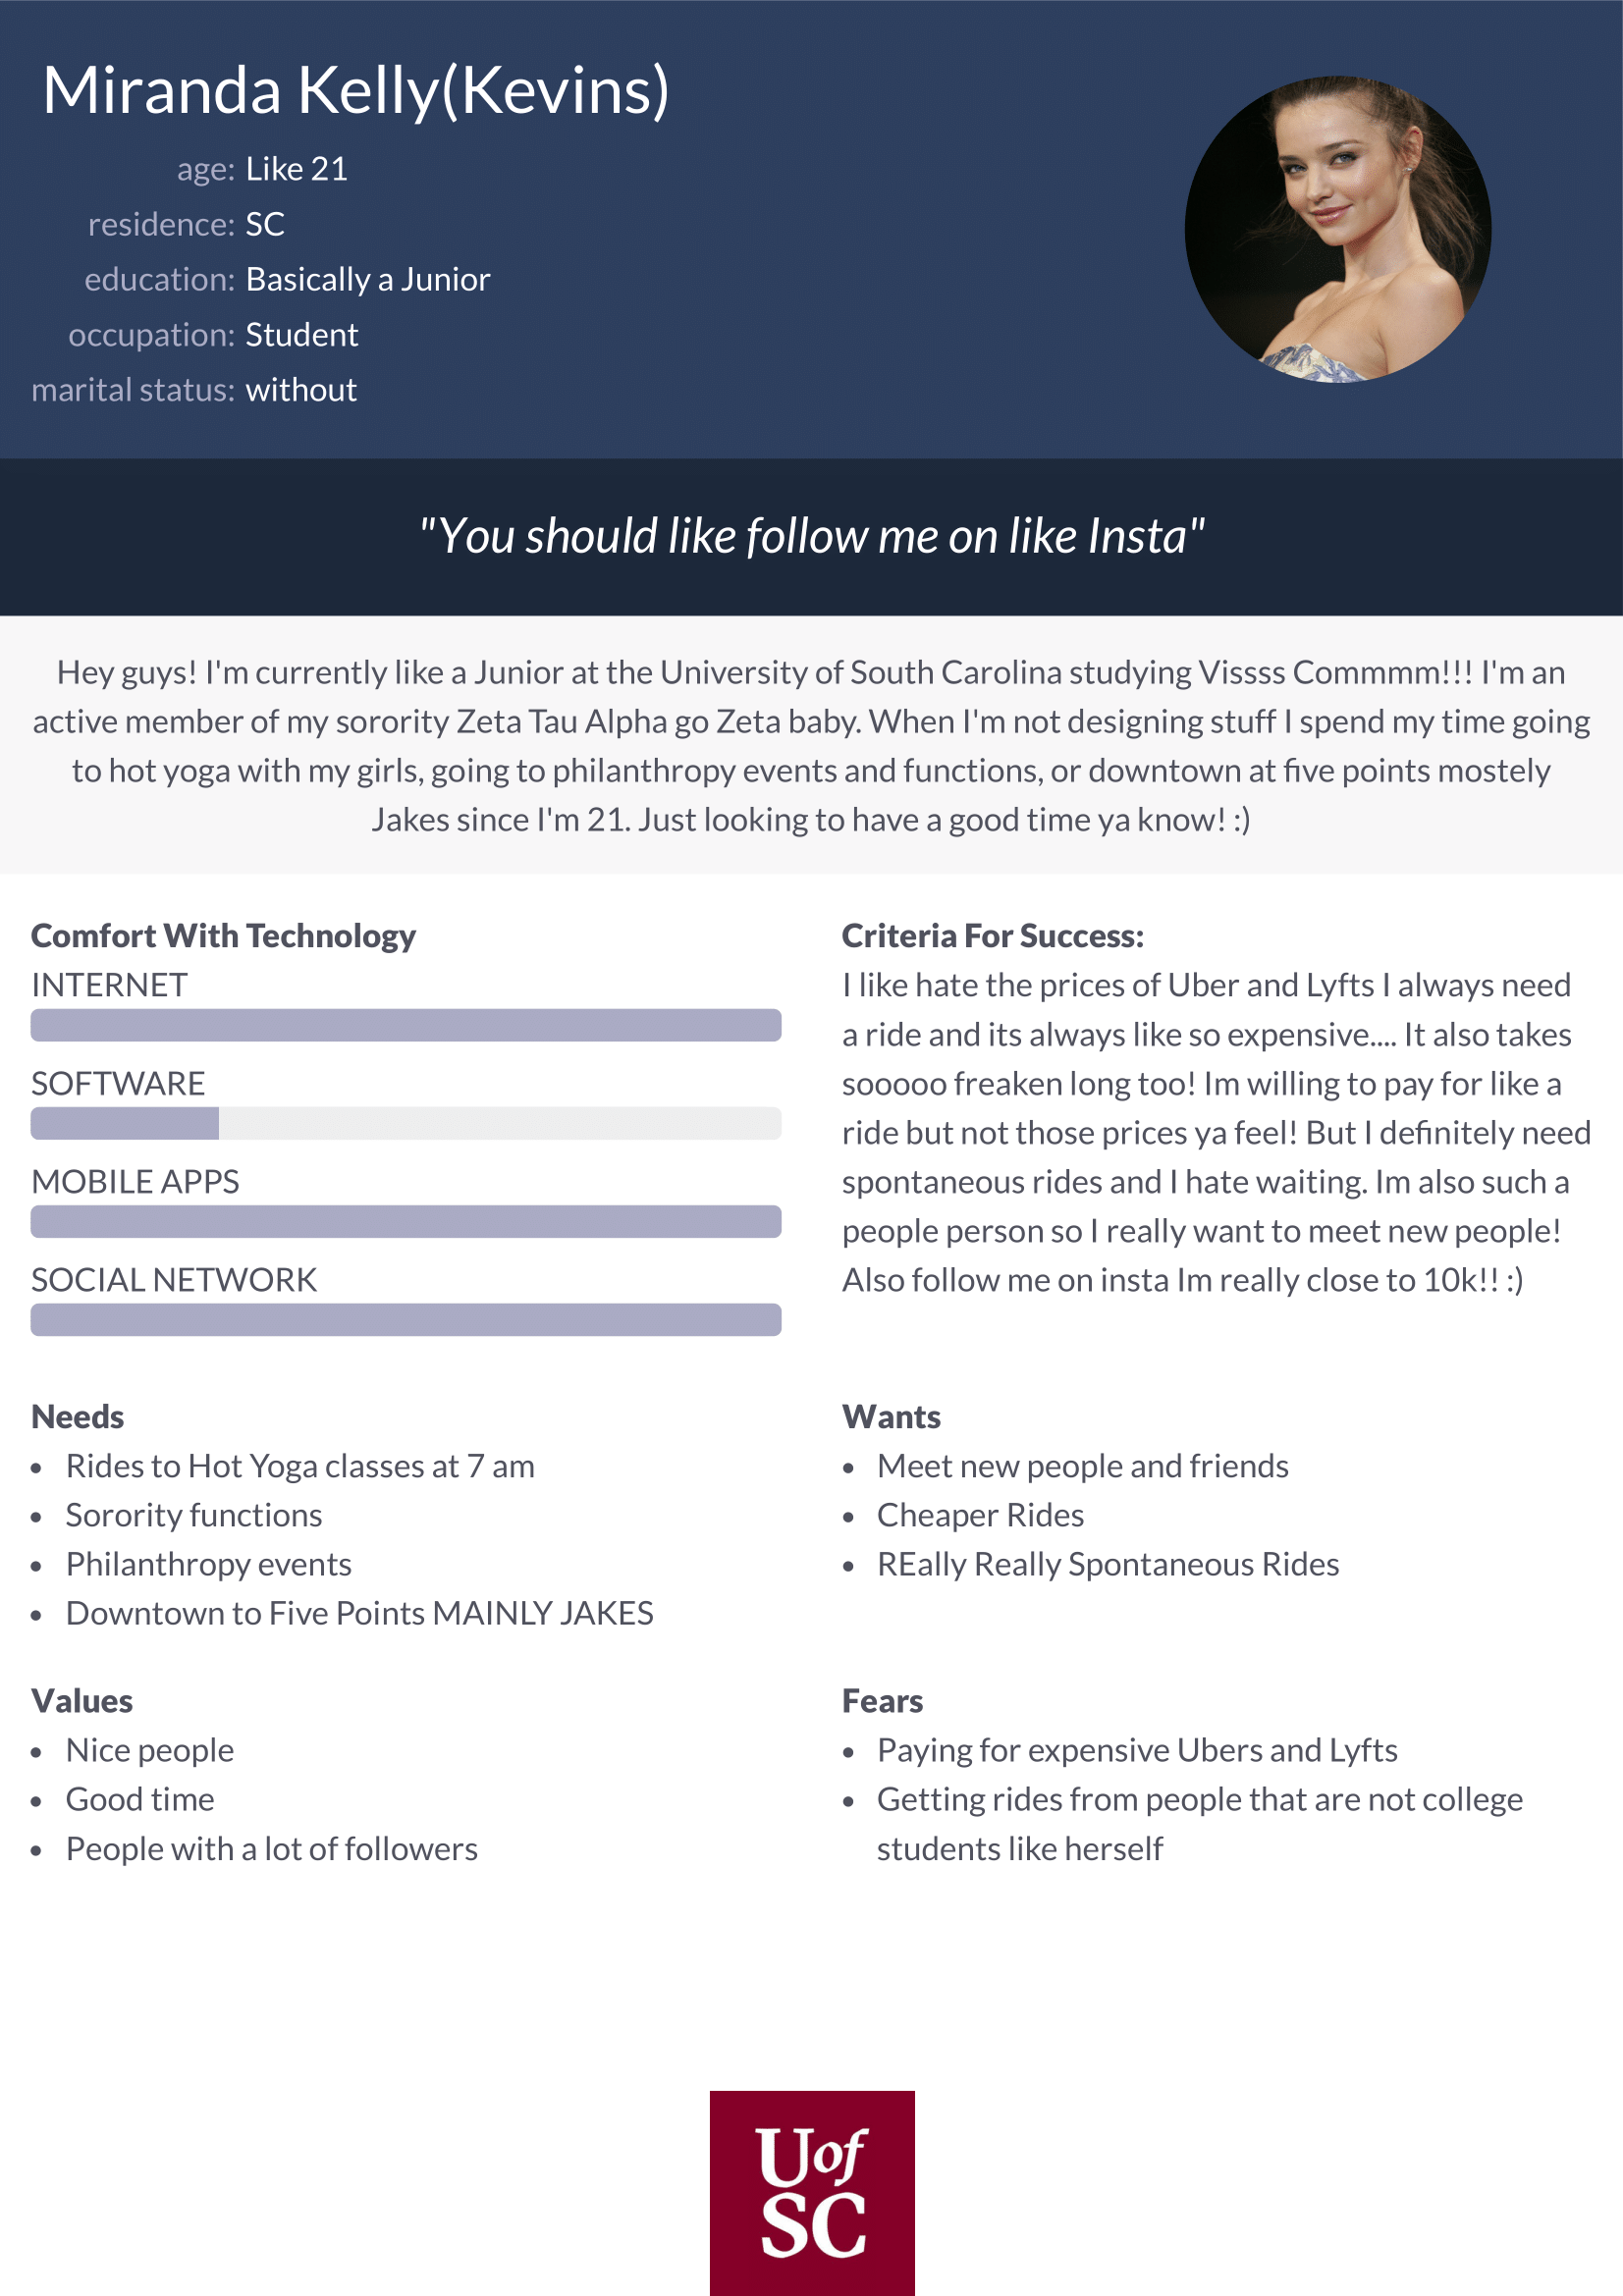 Miranda Kelly(Kevins)
age: Like 21
residence: SC
education: Basically a Junior
occupation: Student
marital status: without
"You should like follow me on like Insta"
Hey guys! I'm currently like a Junior at the University of South Carolina studying Vissss Commmm!!! I'm an
active member of my sorority Zeta Tau Alpha go Zeta baby. When I'm not designing stuff I spend my time going
to hot yoga with my girls, going to philanthropy events and functions, or downtown at five points mostely
Jakes since I'm 21. Just looking to have a good time ya know! :)
Comfort With Technology
INTERNET
SOFTWARE
MOBILE APPS
SOCIAL NETWORK
Criteria For Success:
I like hate the prices of Uber and Lyfts I always need
a ride and its always like so expensive.... It also takes
sooooo freaken long too! Im willing to pay for like a
ride but not those prices ya feel! But I definitely need
spontaneous rides and I hate waiting. Im also such a
people person so I really want to meet new people!
Also follow me on insta Im really close to 10k!! :)
Needs
• Rides to Hot Yoga classes at 7 am
• Sorority functions
• Philanthropy events
• Downtown to Five Points MAINLY JAKES
Wants
• Meet new people and friends
• Cheaper Rides
• REally Really Spontaneous Rides
Values
• Nice people
• Good time
• People with a lot of followers
Fears
• Paying for expensive Ubers and Lyfts
• Getting rides from people that are not college
students like herself
Uof
SC